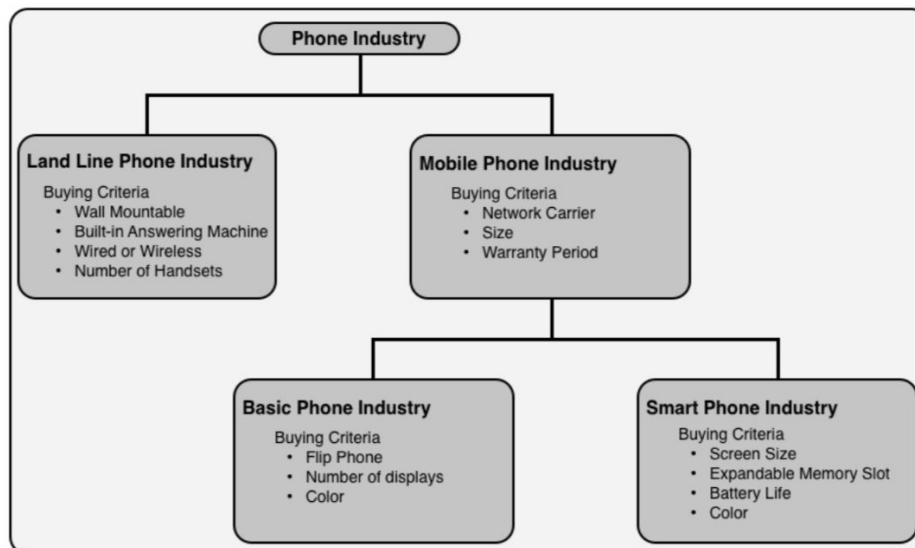 Phone Industry
Land Line Phone Industry
Buying Criteria
• Wall Mountable
• Built-in Answering Machine
• Wired or Wireless
• Number of Handsets
Mobile Phone Industry
Buying Criteria
• Network Carrier
• Size
• Warranty Period
Basic Phone Industry
Buying Criteria
• Flip Phone
• Number of displays
• Color
Smart Phone Industry
Buying Criteria
• Screen Size
• Expandable Memory Slot
• Battery Life
• Color